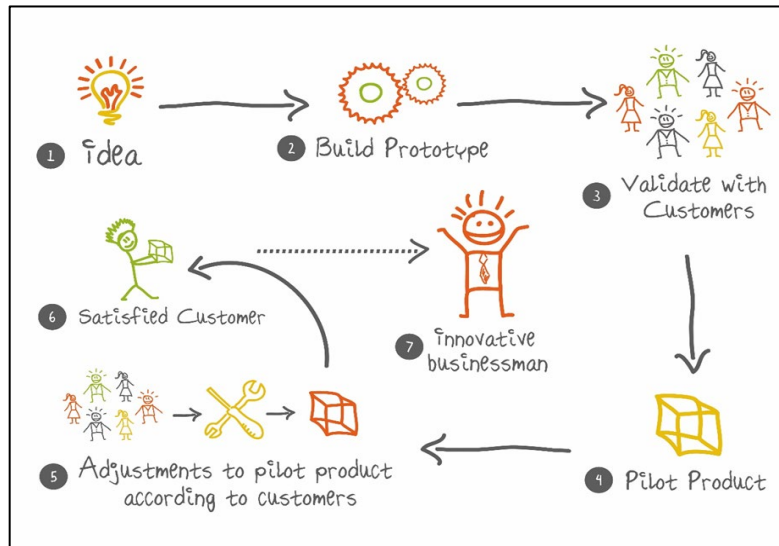 1 idea
2 Build Prototype
3 Validate with
Customers
4 Pilot Product
5 Adjustments to pilot product
according to customers
6 Satisfied Customer
7 innovative
businessman